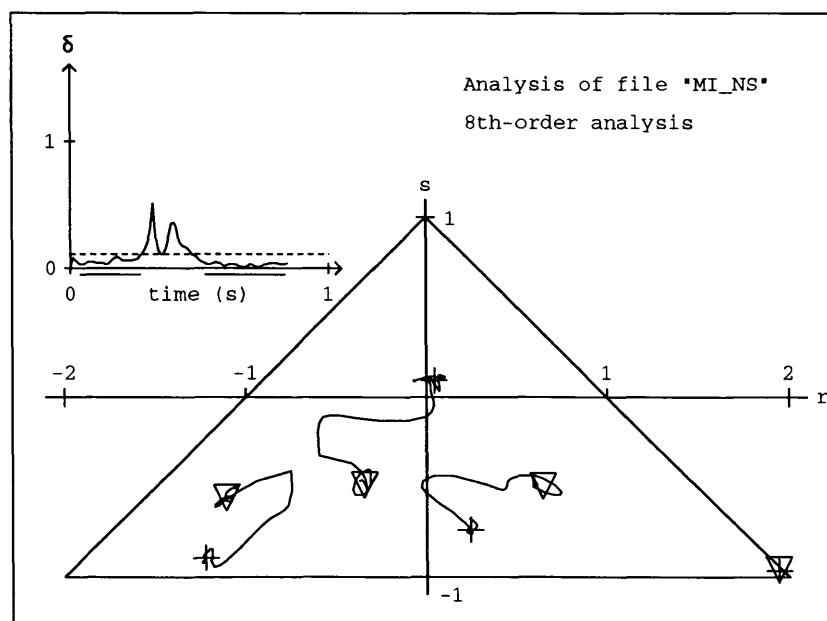 δ
Analysis of file "MI_NS"
8th-order analysis
1
s
1
0
0
time (s)
1
-2
-1
1
2
r
-1